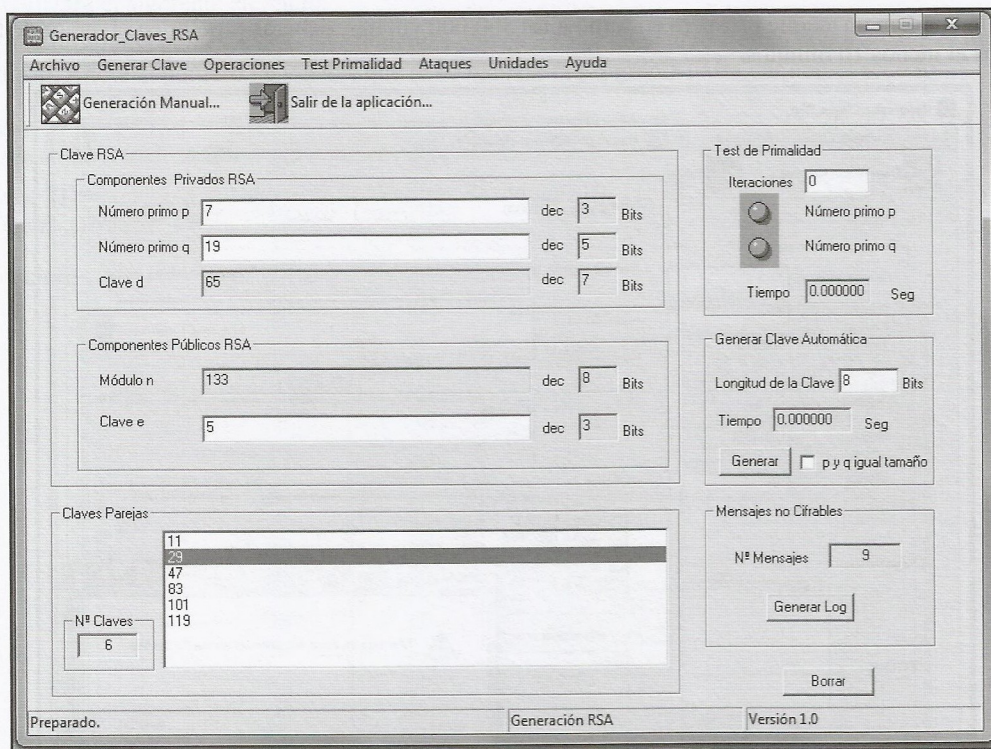 Generador_Claves_RSA
Archivo Generar Clave Operaciones Test Primalidad Ataques Unidades Ayuda
Generación Manual... Salir de la aplicación...
Clave RSA
Componentes Privados RSA
Número primo p 7 dec 3 Bits
Número primo q 19 dec 5 Bits
Clave d 65 dec 7 Bits
Componentes Públicos RSA
Módulo n 133 dec 8 Bits
Clave e 5 dec 3 Bits
Claves Parejas
11
29
47
83
101
119
Nº Claves
6
Test de Primalidad
Iteraciones 0
Número primo p
Número primo q
Tiempo 0.000000 Seg
Generar Clave Automática
Longitud de la Clave 8 Bits
Tiempo 0.000000 Seg
Generar p y q igual tamaño
Mensajes no Cifrables
Nº Mensajes 9
Generar Log
Borrar
Preparado. Generación RSA Versión 1.0